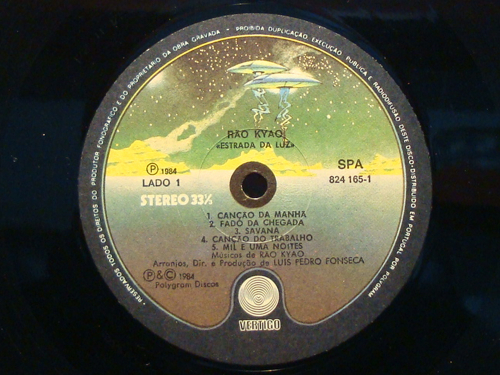 • RESERVADOS TODOS OS DIREITOS DO PRODUTOR FONOGRÁFICO E DO PROPRIETÁRIO DA OBRA GRAVADA • PROIBIDA DUPLICAÇÃO, EXECUÇÃO PÚBLICA E RADIODIFUSÃO DESTE DISCO-DISTRIBUIDO EM PORTUGAL POR POLYGRAM •
RÃO KYAO
«ESTRADA DA LUZ»
Ⓟ 1984
SPA
LADO 1
824 165-1
STEREO 33⅓
1. CANÇÃO DA MANHÃ
2. FADO DA CHEGADA
3. SAVANA
4. CANÇÃO DO TRABALHO
5. MIL E UMA NOITES
Músicas de RÃO KYAO
Arranjos, Dir. e Produção de LUIS PEDRO FONSECA
Ⓟ&© 1984
Polygram Discos
VERTIGO